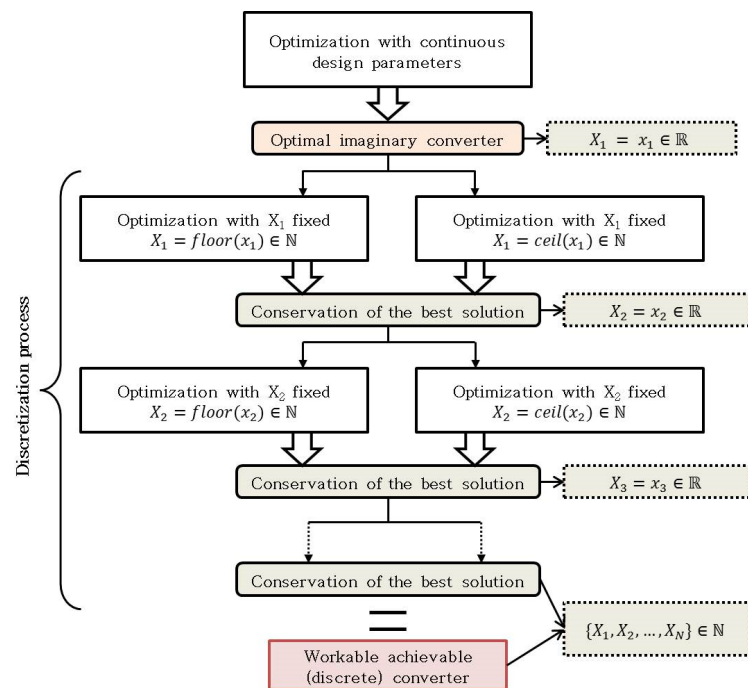 Optimization with continuous
design parameters
Optimal imaginary converter
X₁ = x₁ ∈ ℝ
Optimization with X₁ fixed
X₁ = floor(x₁) ∈ ℕ
Optimization with X₁ fixed
X₁ = ceil(x₁) ∈ ℕ
Conservation of the best solution
X₂ = x₂ ∈ ℝ
Discretization process
Optimization with X₂ fixed
X₂ = floor(x₂) ∈ ℕ
Optimization with X₂ fixed
X₂ = ceil(x₂) ∈ ℕ
Conservation of the best solution
X₃ = x₃ ∈ ℝ
Conservation of the best solution
=
{X₁, X₂, ..., X_N} ∈ ℕ
Workable achievable
(discrete) converter